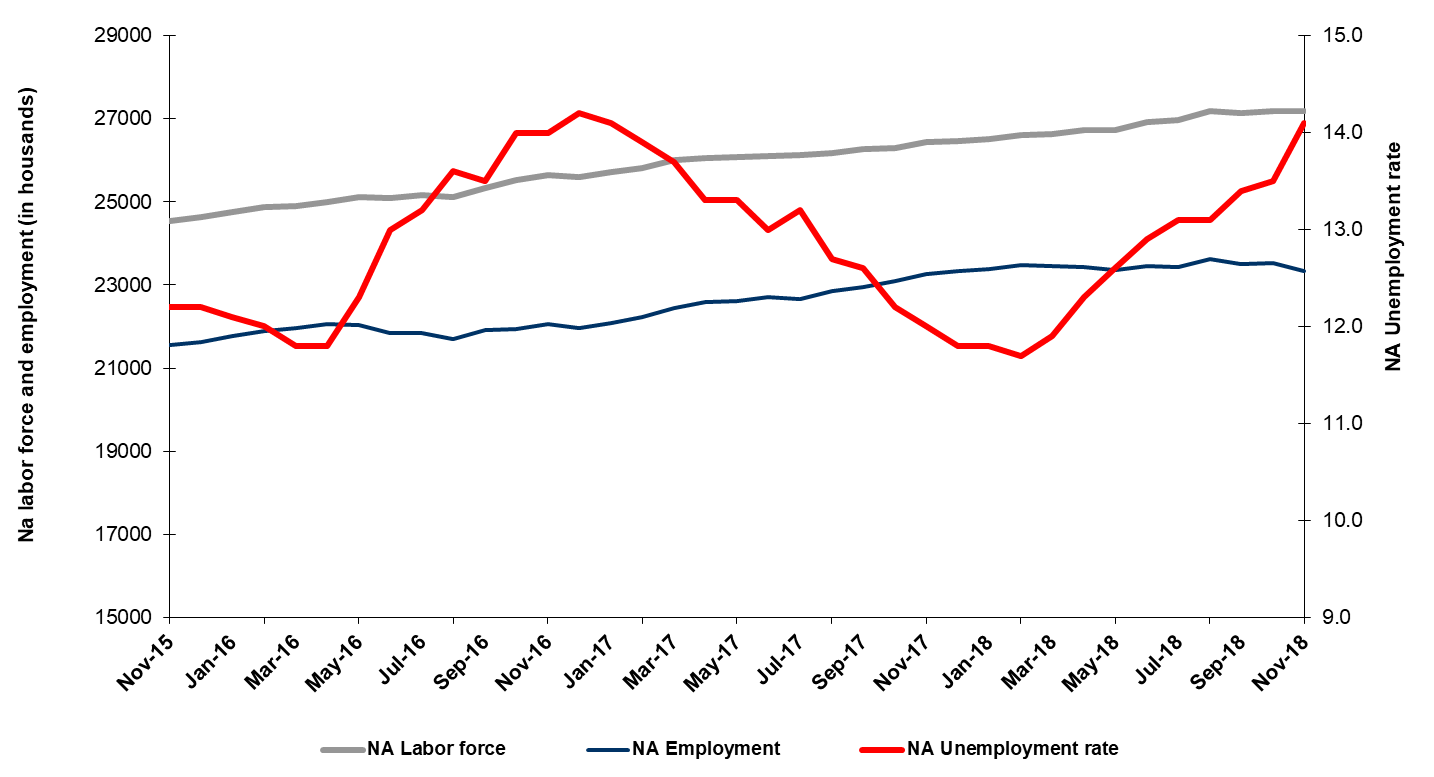 Na labor force and employment (in housands)
29000
27000
25000
23000
21000
19000
17000
15000
15.0
14.0
13.0
12.0
11.0
10.0
9.0
NA Unemployment rate
Nov-15
Jan-16
Mar-16
May-16
Jul-16
Sep-16
Nov-16
Jan-17
Mar-17
May-17
Jul-17
Sep-17
Nov-17
Jan-18
Mar-18
May-18
Jul-18
Sep-18
Nov-18
NA Labor force
NA Employment
NA Unemployment rate